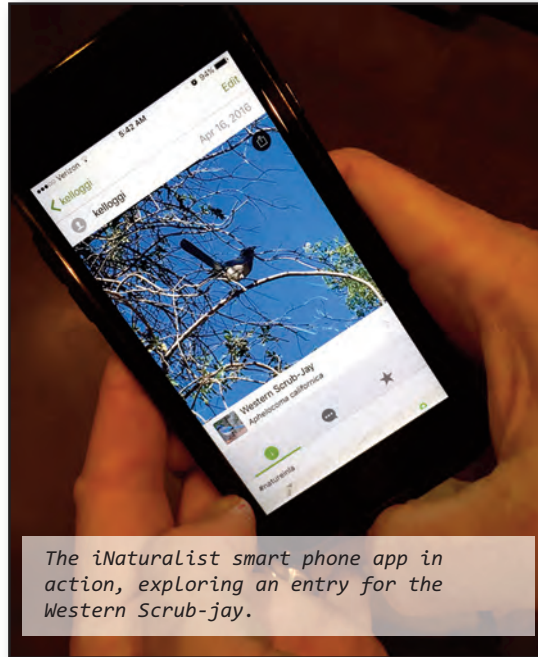 Verizon
5:42 AM
94%
kelloggi
Edit
kelloggi
Apr 16, 2016
Western Scrub-Jay
Aphelocoma californica
#natureinla
The iNaturalist smart phone app in
action, exploring an entry for the
Western Scrub-jay.